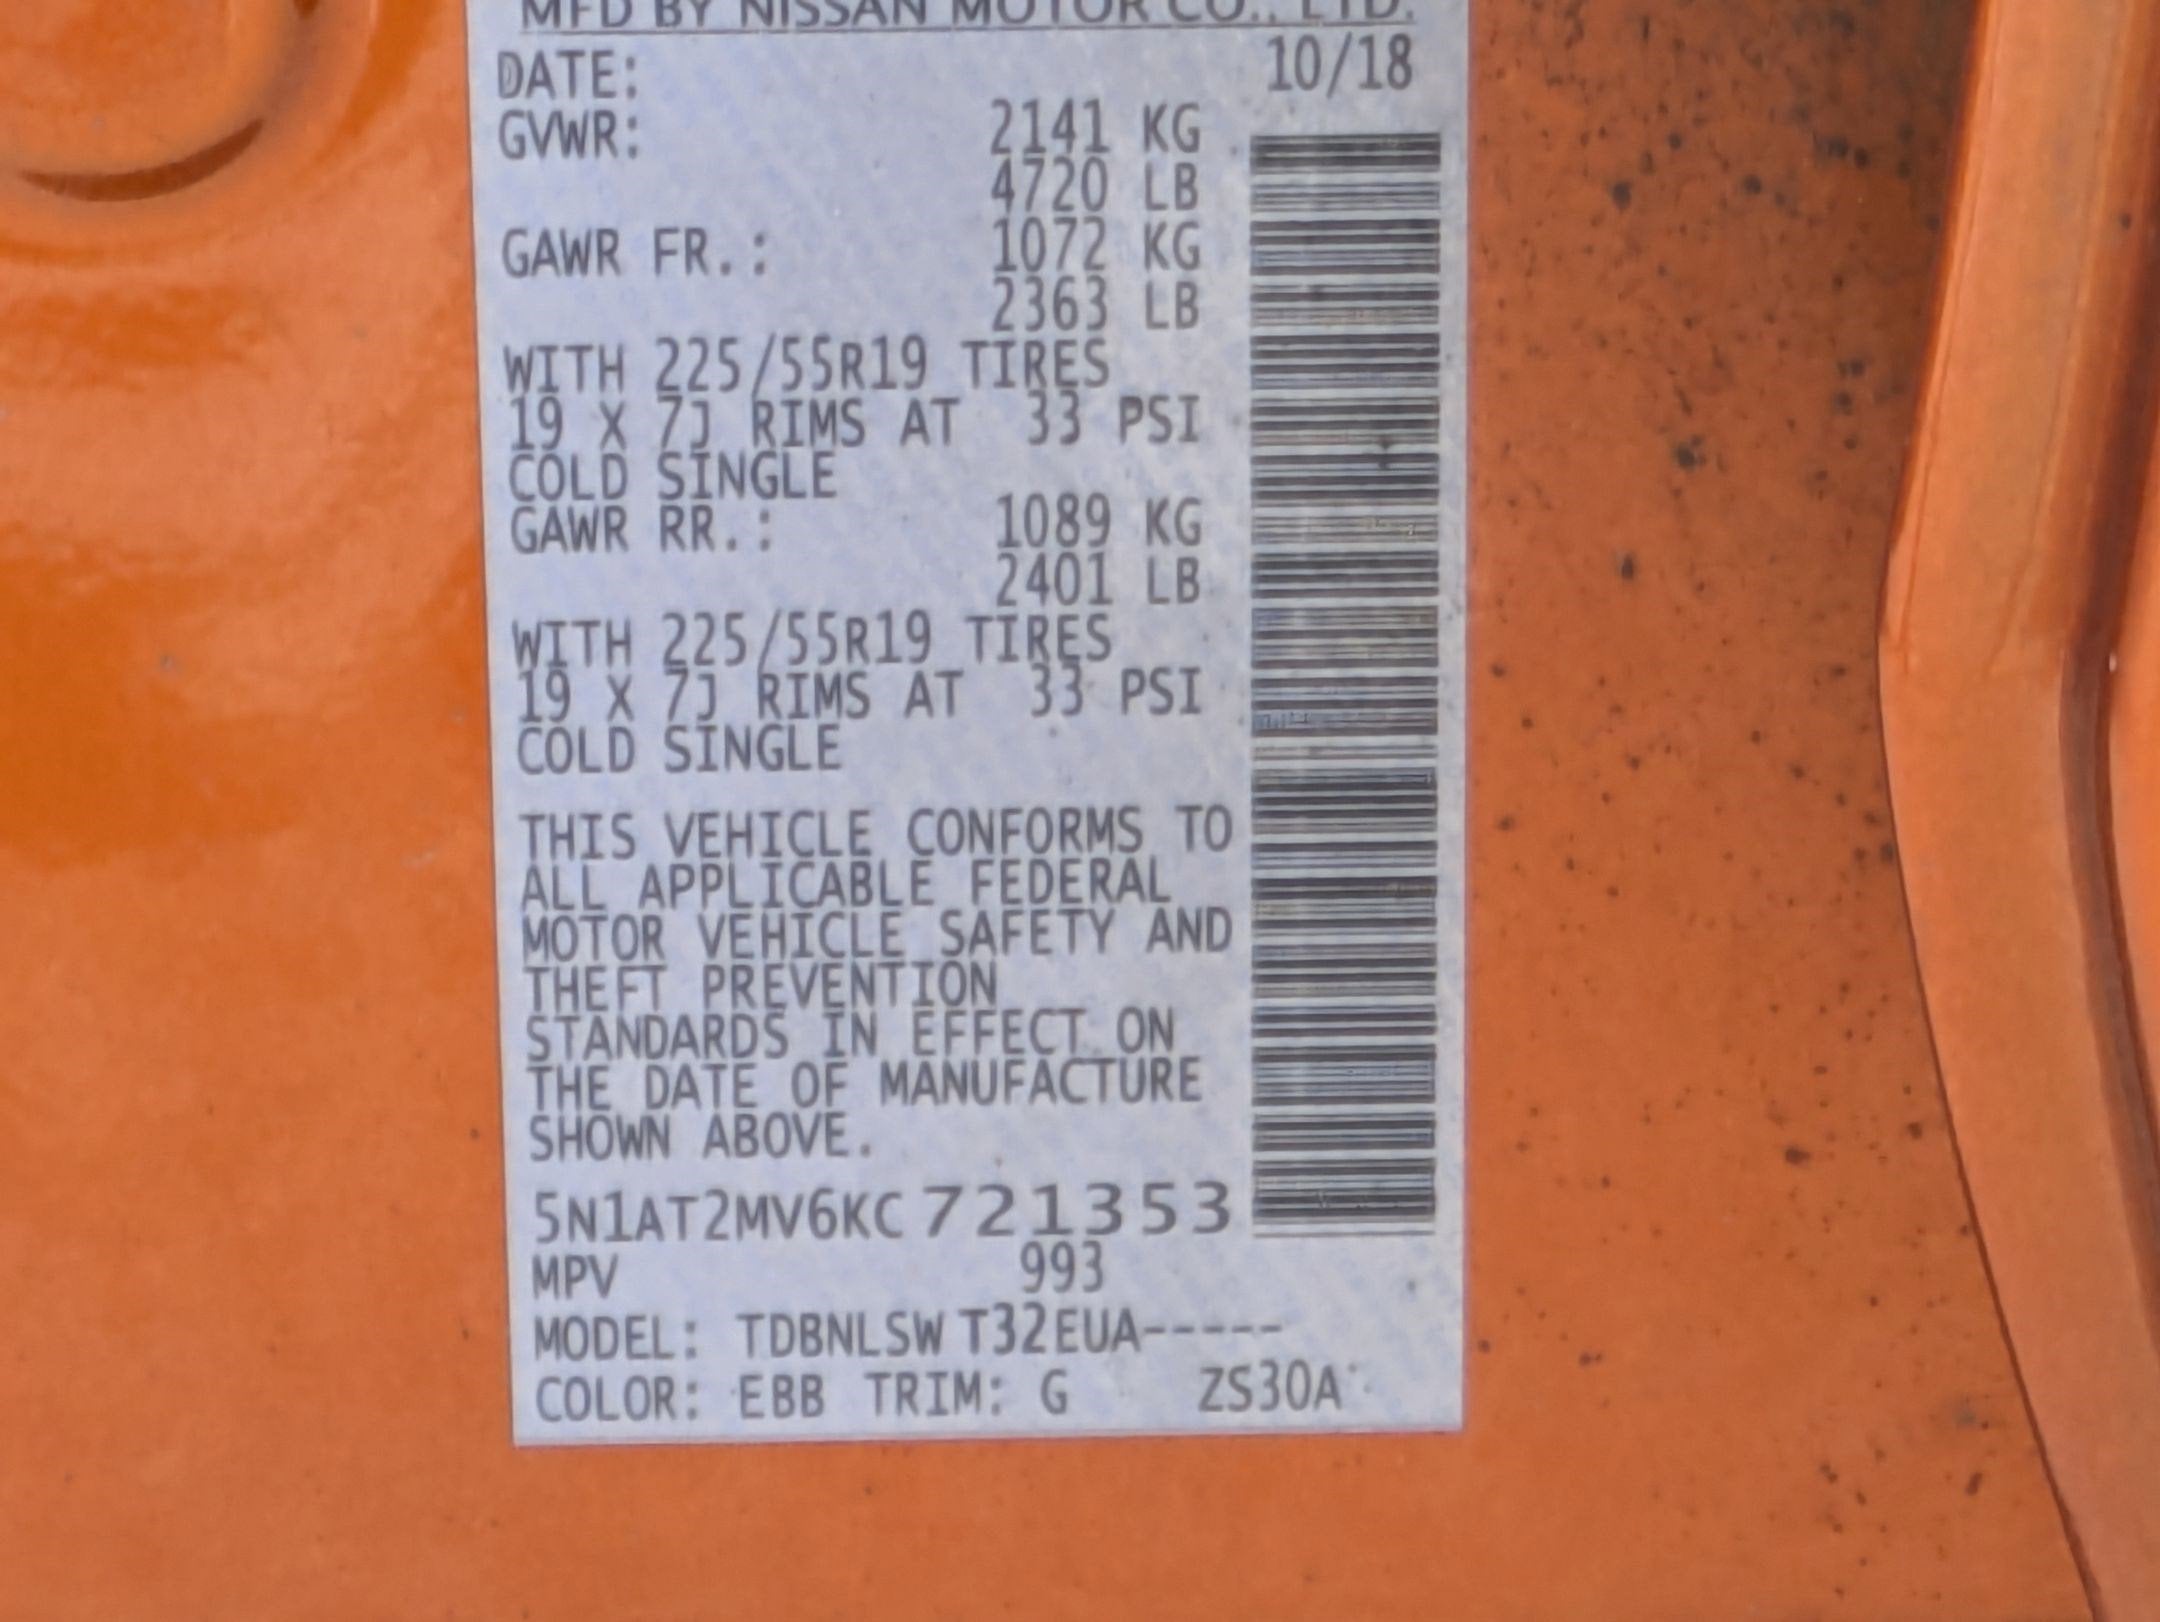 MFD BY NISSAN MOTOR CO., LTD.
DATE: 10/18
GVWR: 2141 KG
4720 LB
GAWR FR.: 1072 KG
2363 LB
WITH 225/55R19 TIRES
19 X 7J RIMS AT 33 PSI
COLD SINGLE
GAWR RR.: 1089 KG
2401 LB
WITH 225/55R19 TIRES
19 X 7J RIMS AT 33 PSI
COLD SINGLE
THIS VEHICLE CONFORMS TO
ALL APPLICABLE FEDERAL
MOTOR VEHICLE SAFETY AND
THEFT PREVENTION
STANDARDS IN EFFECT ON
THE DATE OF MANUFACTURE
SHOWN ABOVE.
5N1AT2MV6KC721353
MPV 993
MODEL: TDBNLSW T32EUA-----
COLOR: EBB TRIM: G ZS30A